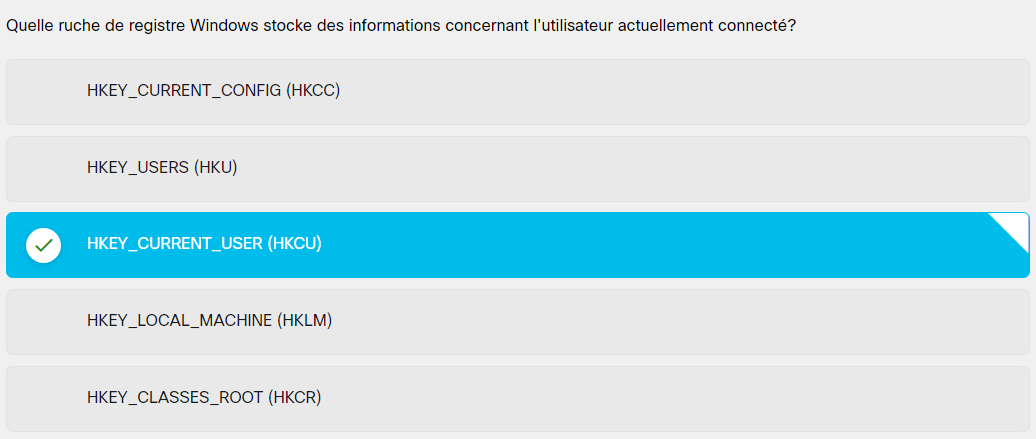 Quelle ruche de registre Windows stocke des informations concernant l'utilisateur actuellement connecté?
HKEY_CURRENT_CONFIG (HKCC)
HKEY_USERS (HKU)
HKEY_CURRENT_USER (HKCU)
HKEY_LOCAL_MACHINE (HKLM)
HKEY_CLASSES_ROOT (HKCR)